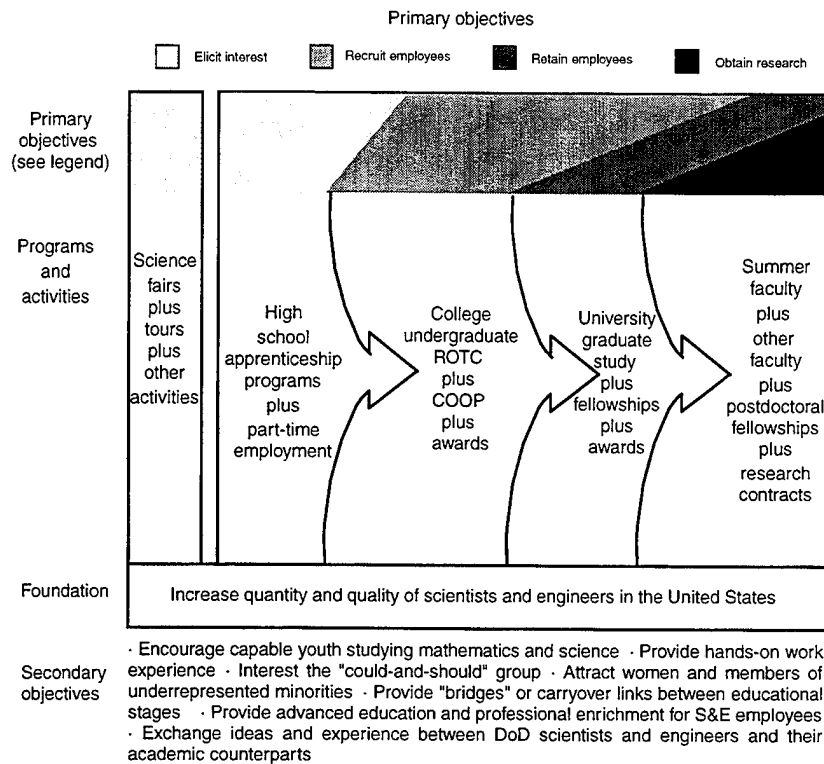 Primary objectives
Elicit interest
Recruit employees
Retain employees
Obtain research
Primary
objectives
(see legend)
Programs
and
activities
Science
fairs
plus
tours
plus
other
activities
High
school
apprenticeship
programs
plus
part-time
employment
College
undergraduate
ROTC
plus
COOP
plus
awards
University
graduate
study
plus
fellowships
plus
awards
Summer
faculty
plus
other
faculty
plus
postdoctoral
fellowships
plus
research
contracts
Foundation
Increase quantity and quality of scientists and engineers in the United States
Secondary
objectives
· Encourage capable youth studying mathematics and science · Provide hands-on work
experience · Interest the "could-and-should" group · Attract women and members of
underrepresented minorities · Provide "bridges" or carryover links between educational
stages · Provide advanced education and professional enrichment for S&E employees
· Exchange ideas and experience between DoD scientists and engineers and their
academic counterparts